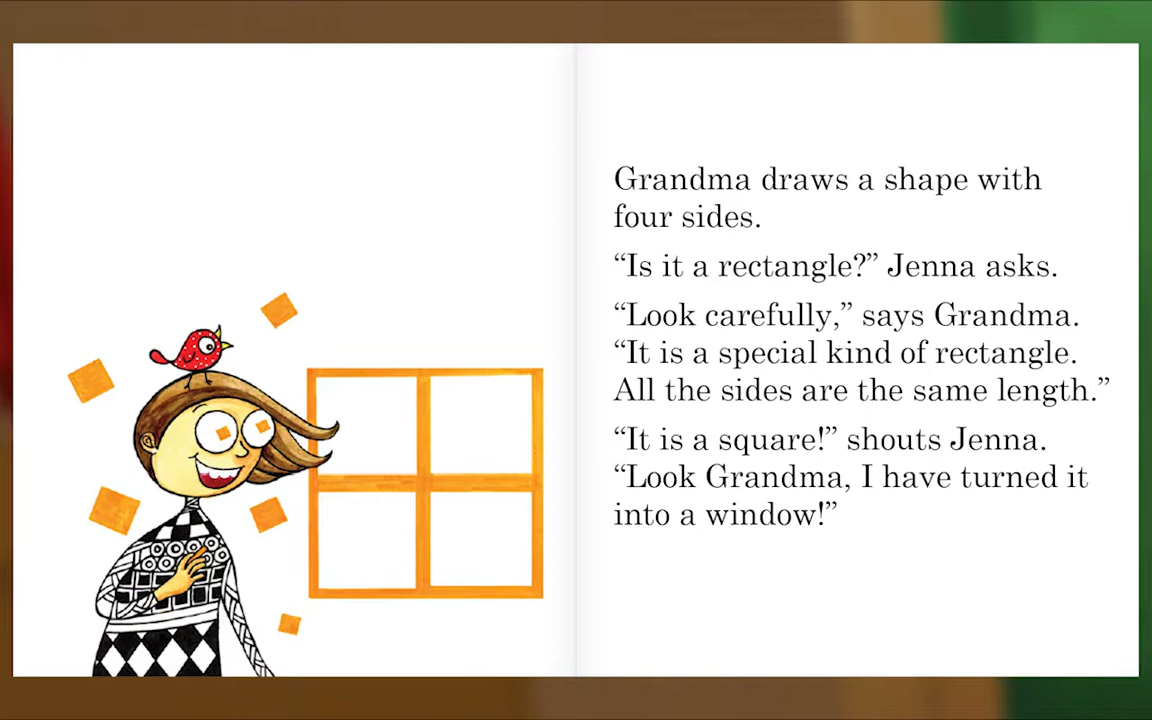 Grandma draws a shape with
four sides.
“Is it a rectangle?” Jenna asks.
“Look carefully,” says Grandma.
“It is a special kind of rectangle.
All the sides are the same length.”
“It is a square!” shouts Jenna.
“Look Grandma, I have turned it
into a window!”